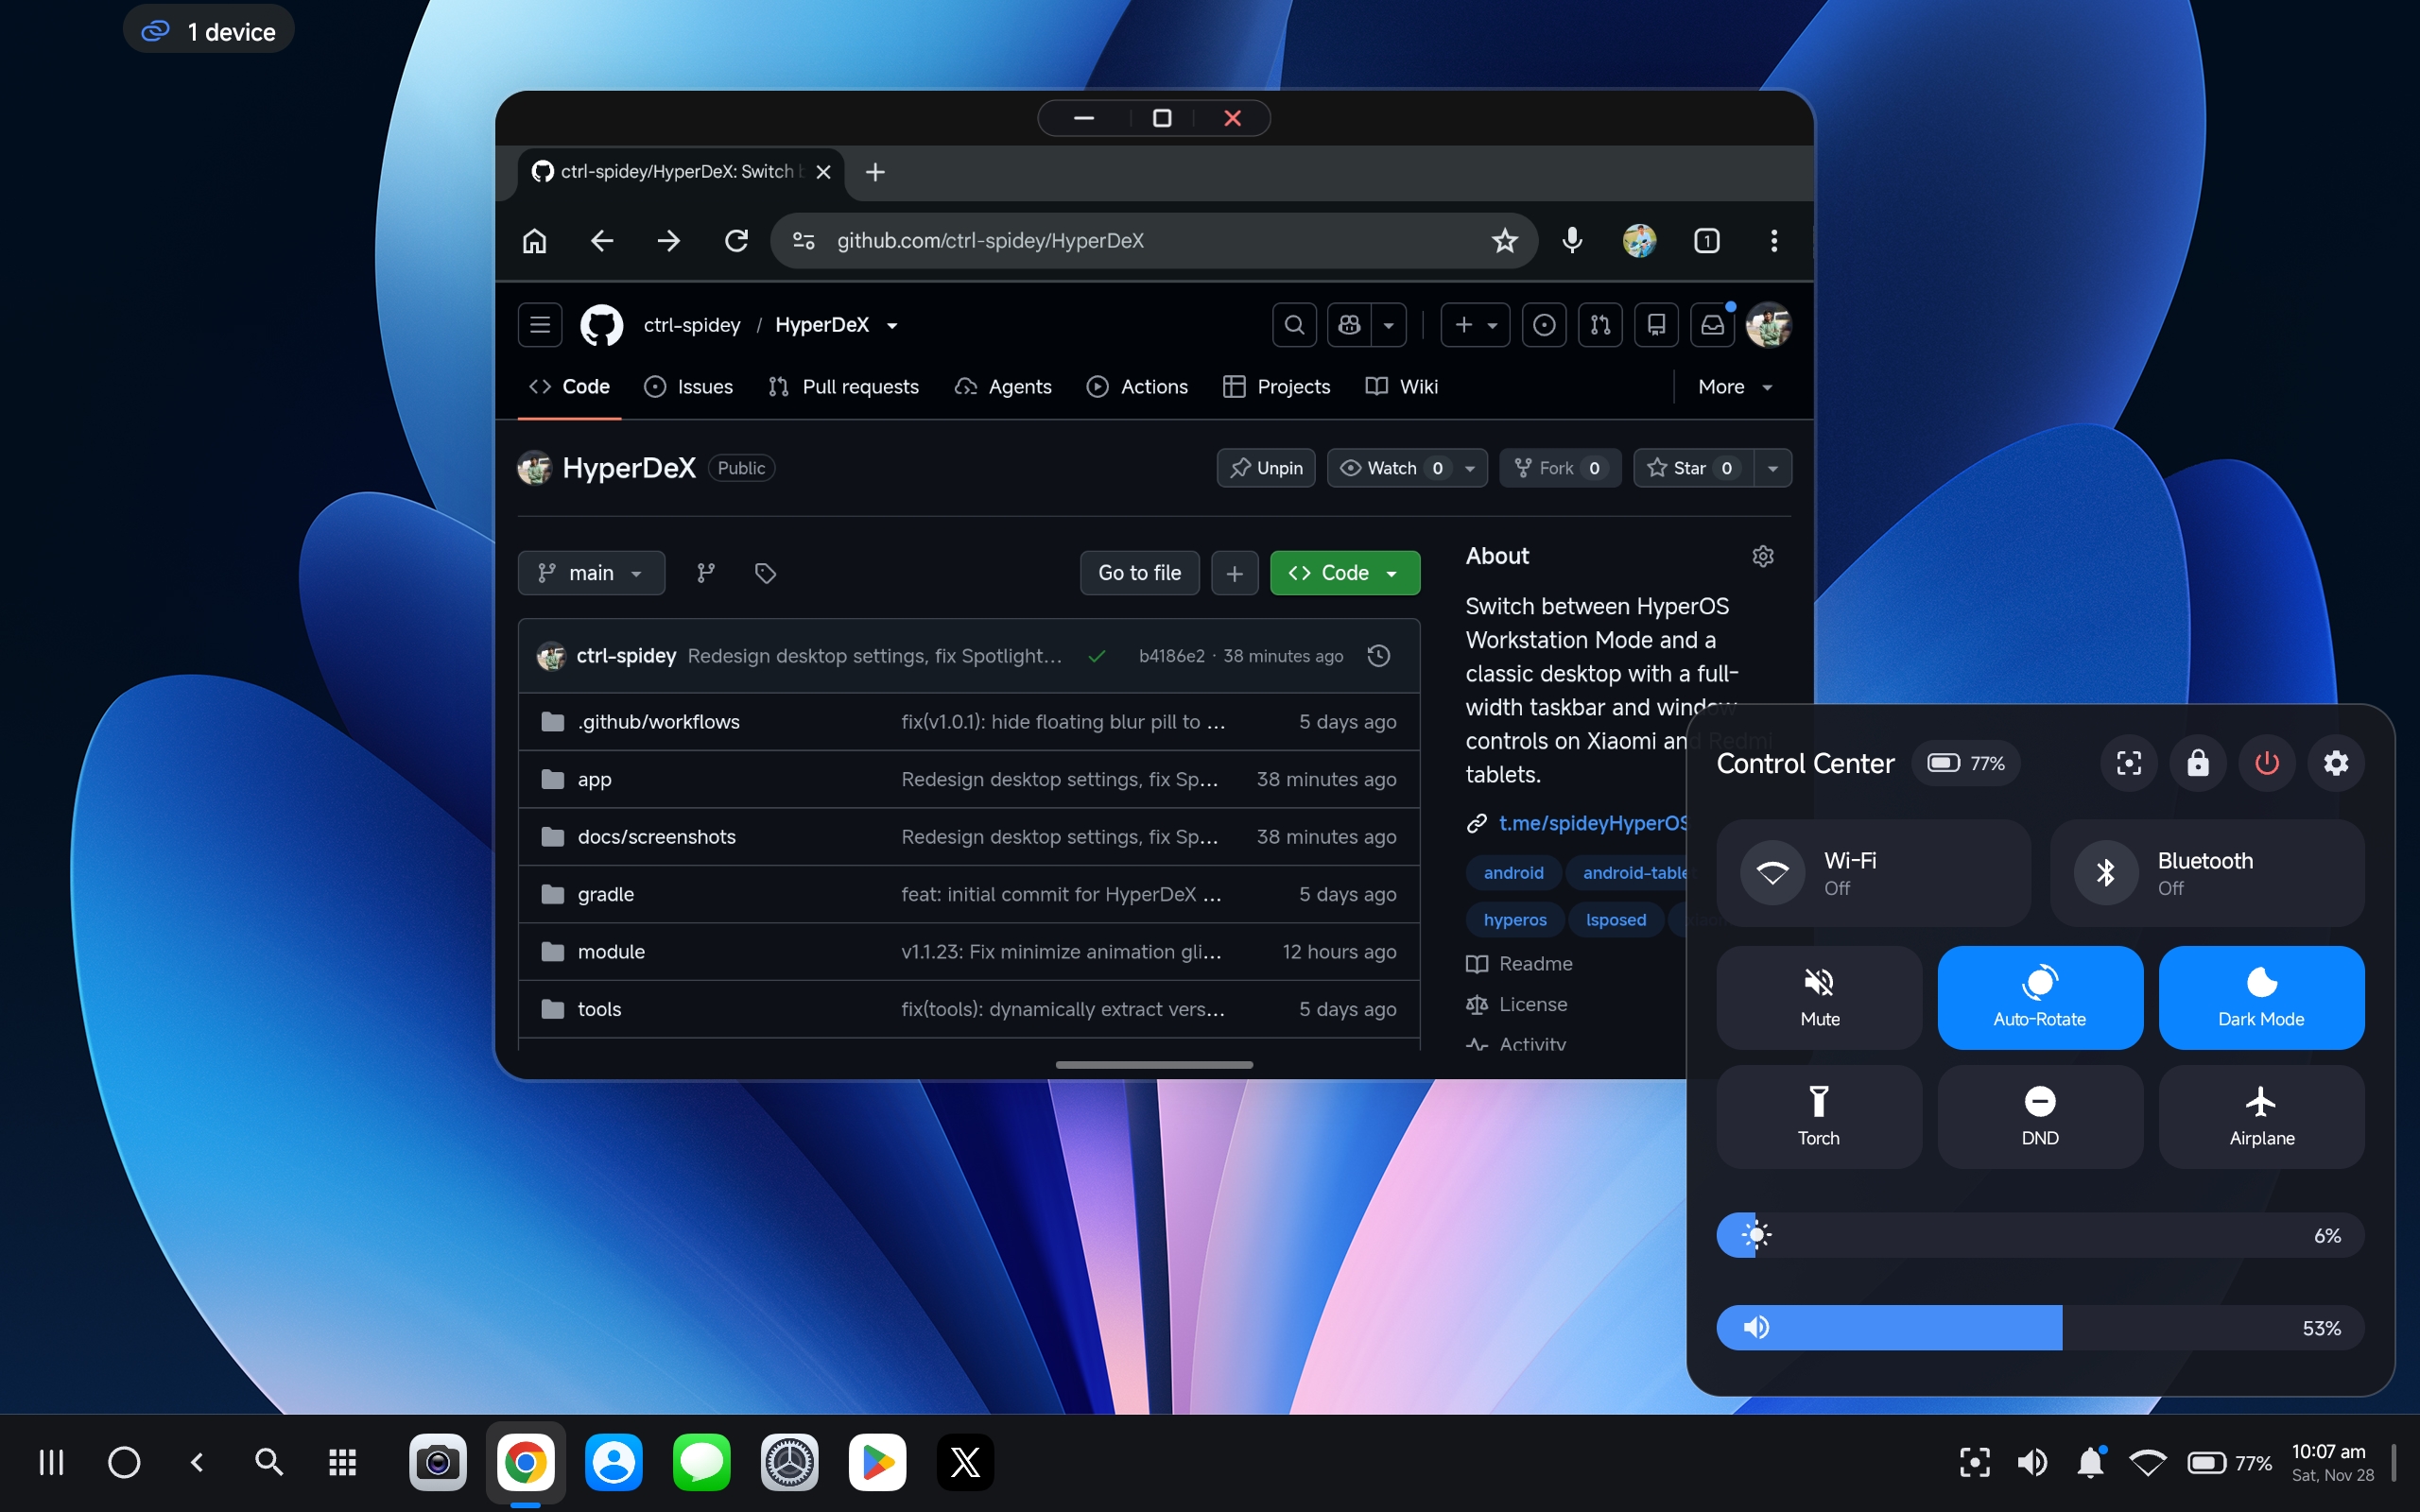 1 device
ctrl-spidey/HyperDeX: Switch b
github.com/ctrl-spidey/HyperDeX
1
ctrl-spidey / HyperDeX
Code Issues Pull requests Agents Actions Projects Wiki More
HyperDeX Public Unpin Watch 0 Fork 0 Star 0
main Go to file Code
ctrl-spidey Redesign desktop settings, fix Spotlight... b4186e2 · 38 minutes ago
.github/workflows fix(v1.0.1): hide floating blur pill to ... 5 days ago
app Redesign desktop settings, fix Sp... 38 minutes ago
docs/screenshots Redesign desktop settings, fix Sp... 38 minutes ago
gradle feat: initial commit for HyperDeX ... 5 days ago
module v1.1.23: Fix minimize animation gli... 12 hours ago
tools fix(tools): dynamically extract vers... 5 days ago
About
Switch between HyperOS
Workstation Mode and a
classic desktop with a full-
width taskbar and window
controls on Xiaomi and Redmi
tablets.
t.me/spideyHyperOS
android android-table
hyperos lsposed
Readme
License
Activity
Control Center 77%
Wi-Fi
Off
Bluetooth
Off
Mute Auto-Rotate Dark Mode
Torch DND Airplane
6%
53%
77%
10:07 am
Sat, Nov 28